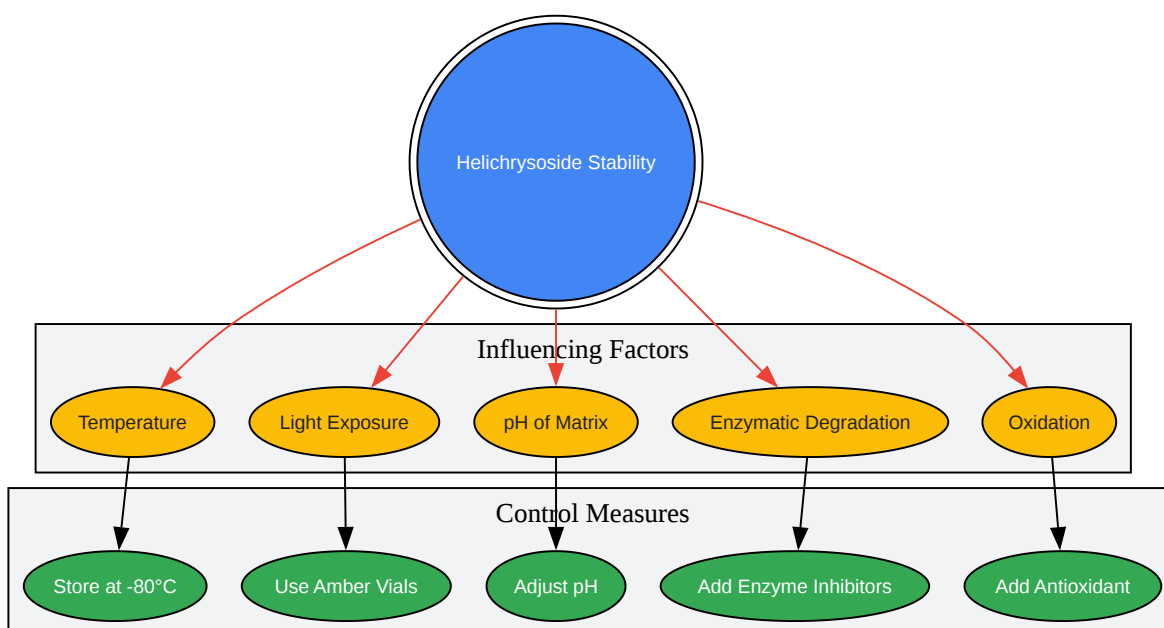 Helichrysoside Stability
Influencing Factors
Temperature
Light Exposure
pH of Matrix
Enzymatic Degradation
Oxidation
Control Measures
Store at -80°C
Use Amber Vials
Adjust pH
Add Enzyme Inhibitors
Add Antioxidant